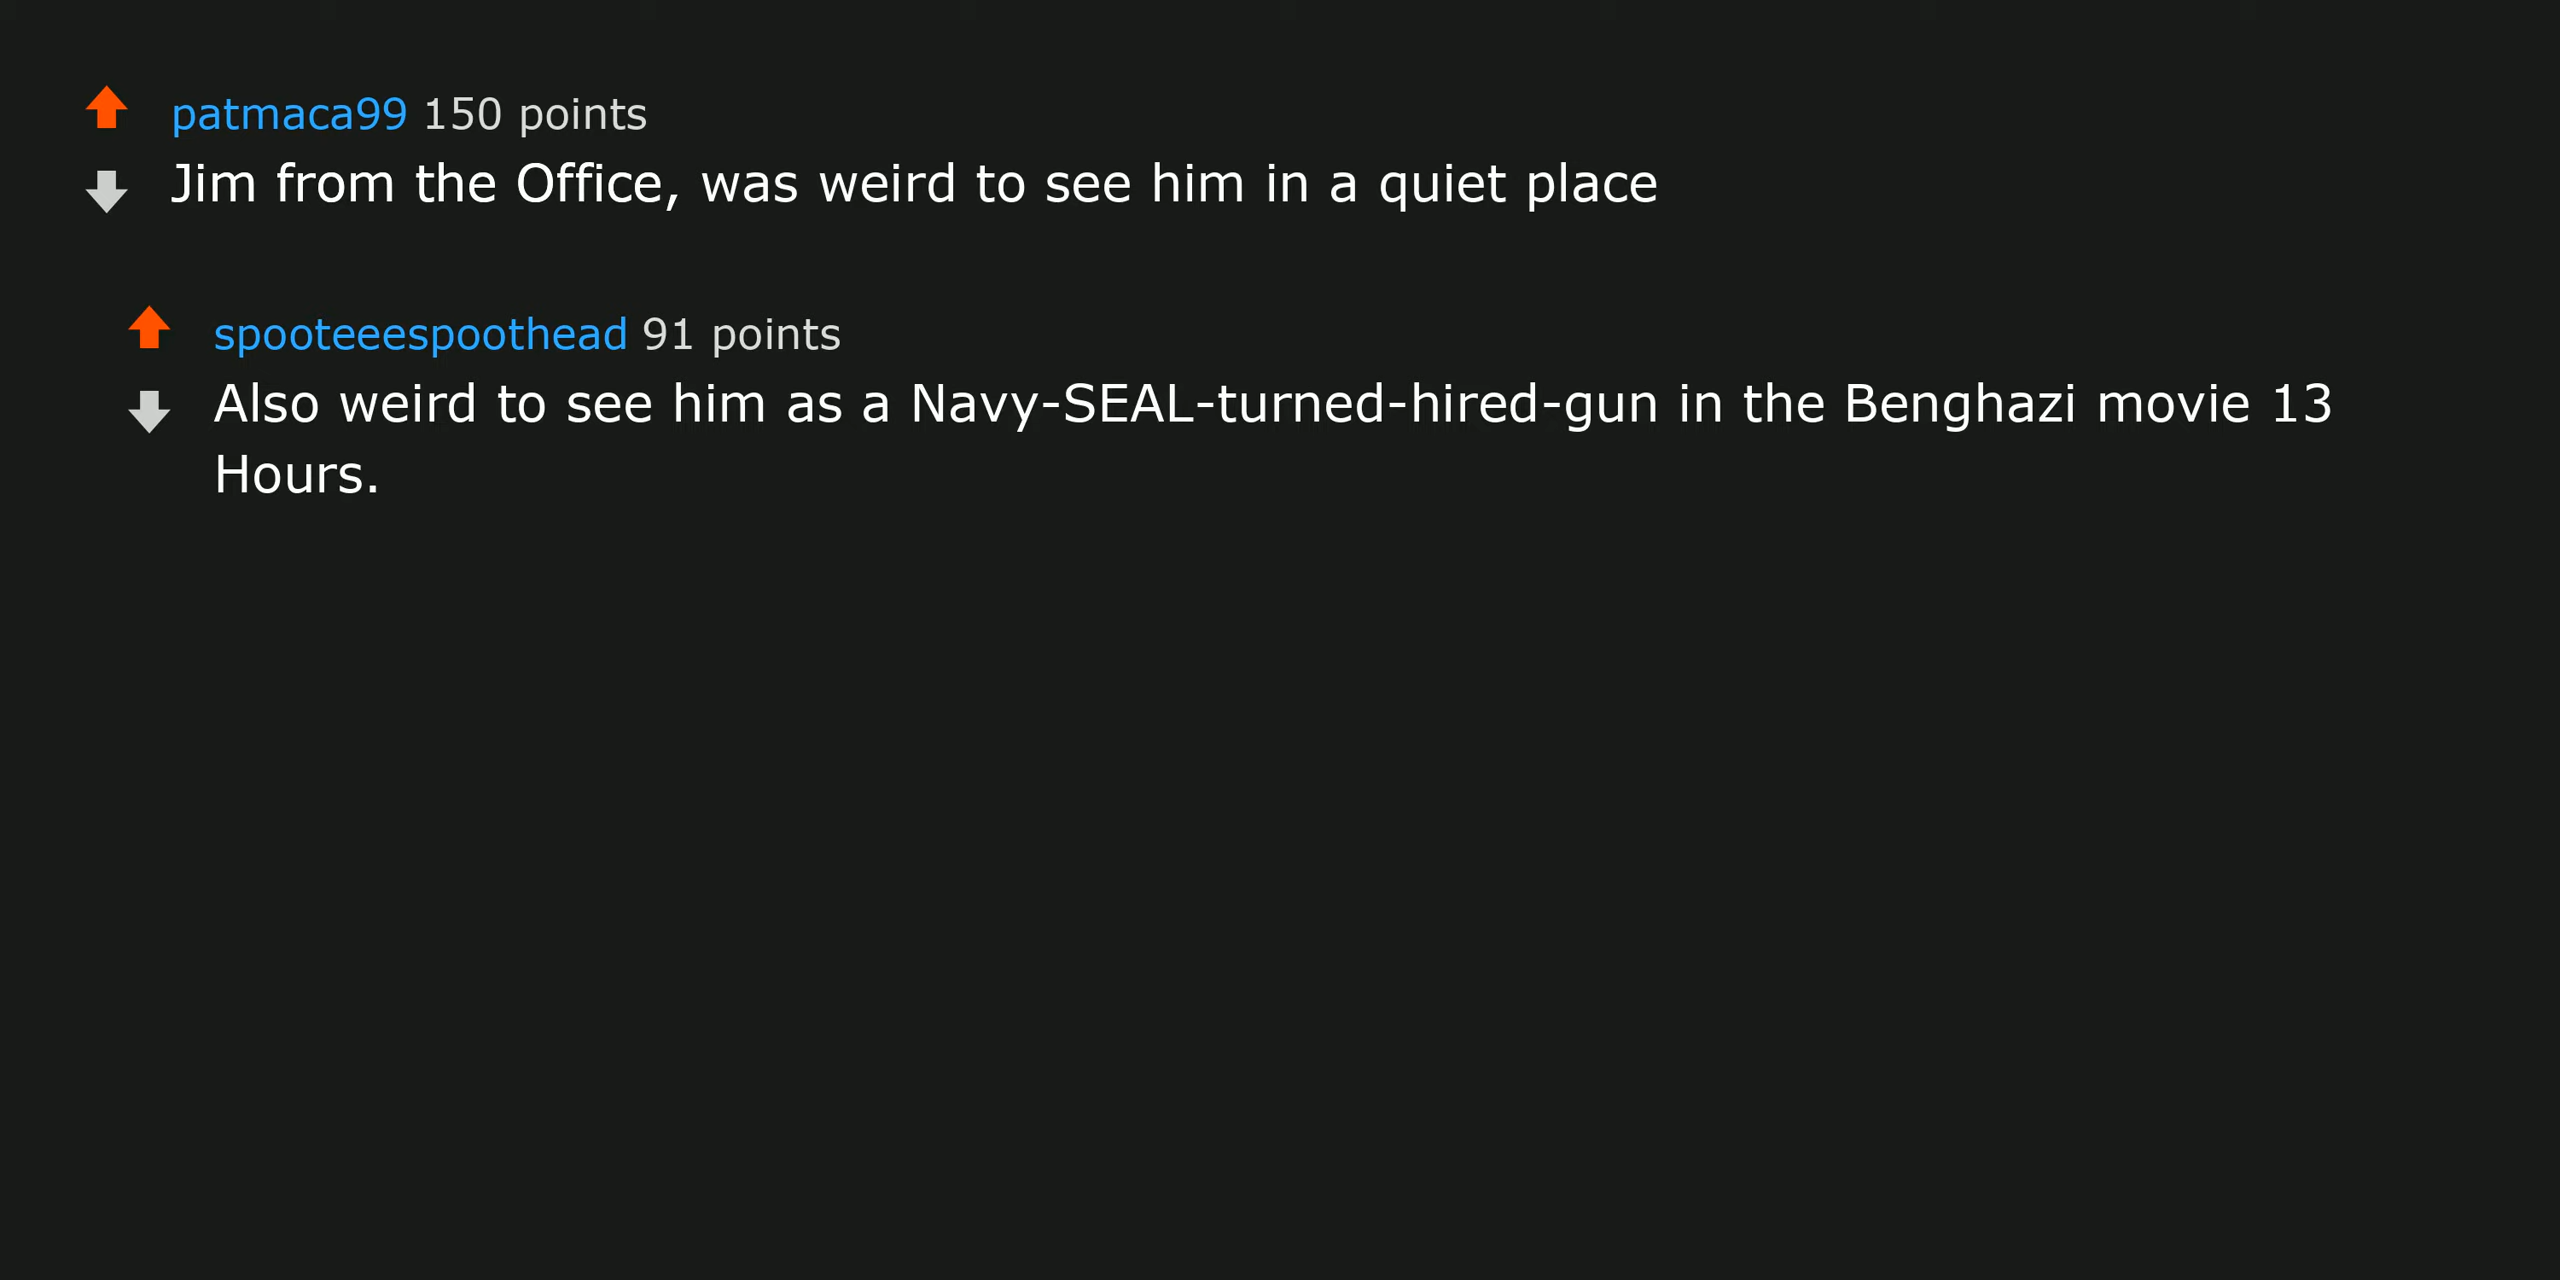 patmaca99 150 points
Jim from the Office, was weird to see him in a quiet place
spooteeespoothead 91 points
Also weird to see him as a Navy-SEAL-turned-hired-gun in the Benghazi movie 13
Hours.